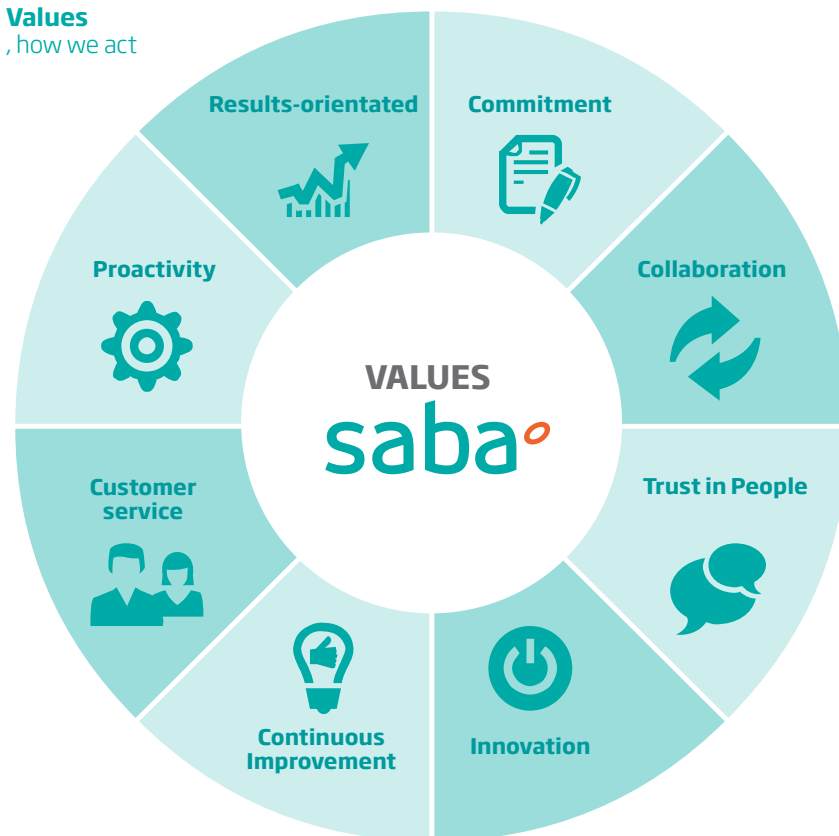 Values
, how we act
Results-orientated
Commitment
Proactivity
Collaboration
VALUES
saba
Customer
service
Trust in People
Continuous
Improvement
Innovation